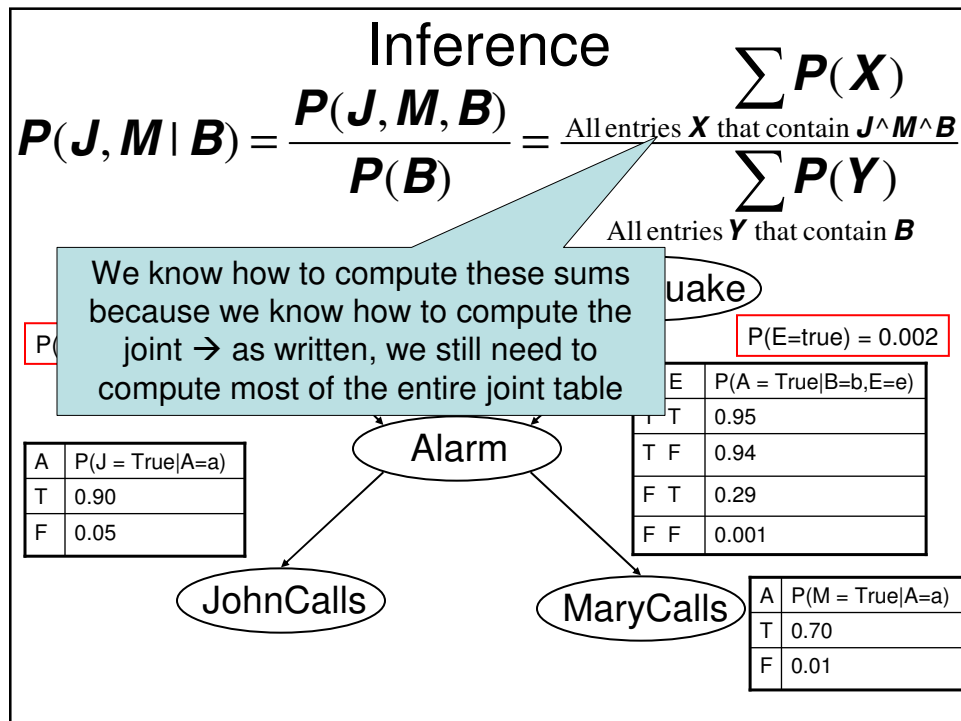 Inference
P(J, M | B) = P(J, M, B) / P(B) = ∑ P(X) / ∑ P(Y)
All entries X that contain J^M^B
All entries Y that contain B
We know how to compute these sums
because we know how to compute the
joint → as written, we still need to
compute most of the entire joint table
uake
P(
P(E=true) = 0.002
E P(A = True|B=b,E=e)
T T 0.95
T F 0.94
F T 0.29
F F 0.001
Alarm
A P(J = True|A=a)
T 0.90
F 0.05
JohnCalls
MaryCalls
A P(M = True|A=a)
T 0.70
F 0.01